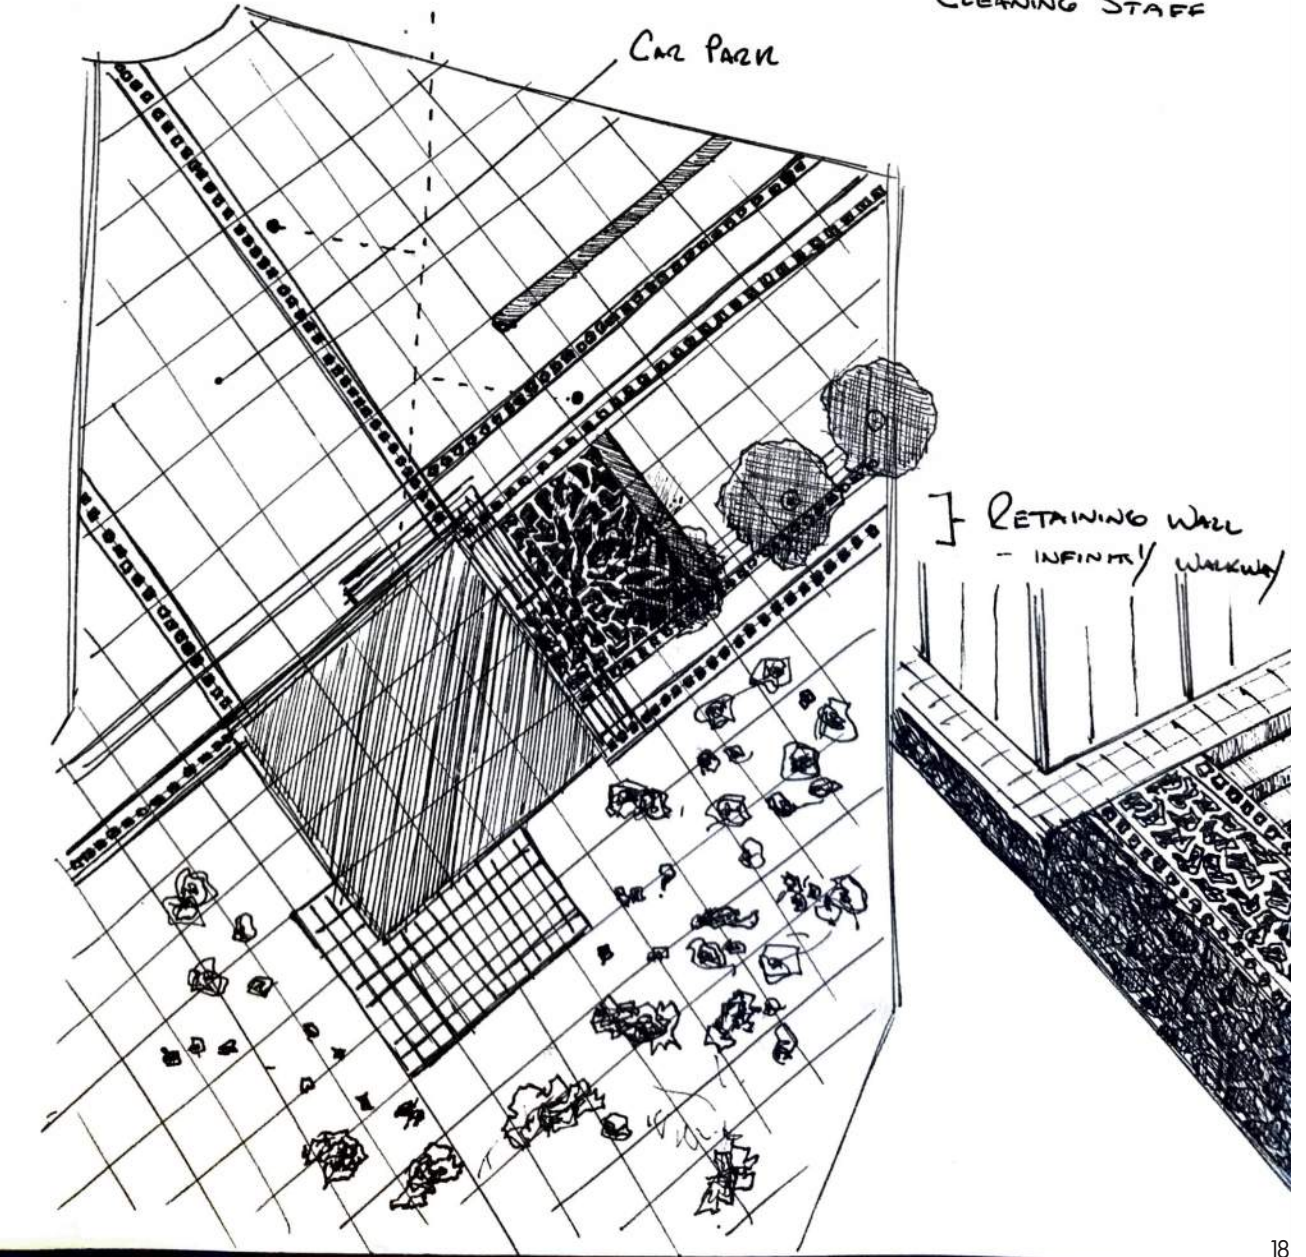 CLEANING STAFF
CAR PARK
RETAINING WALL
- INFINITY WALKWAY
18